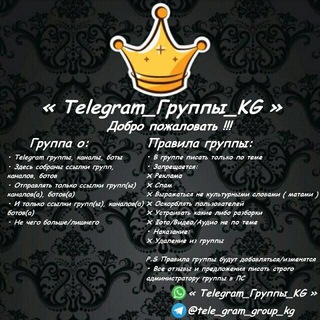 « Telegram_Группы_KG »
Добро пожаловать !!!
Группа о:
• Telegram группы, каналы, боты
• Здесь собраны ссылки групп,
каналов, ботов
• Отправлять только ссылки групп(ы)
каналов(а), ботов(а)
• И только ссылки групп(ы), каналов(а)
ботов(а)
• Не чего больше/лишнего
Правила группы:
• В группе писать только по теме
• Запрещается:
✘ Реклама
✘ Спам
✘ Выражаться не культурными словами ( матами )
✘ Оскорблять пользователей
✘ Устраивать какие либо разборки
✘ Фото/Видео/Аудио не по теме
• Наказание:
✘ Удаление из группы
P.S Правила группы будут добавляться/изменятся
• Все отзывы и предложения писать строго
администратору группы в ЛС
« Telegram_Группы_KG »
@tele_gram_group_kg